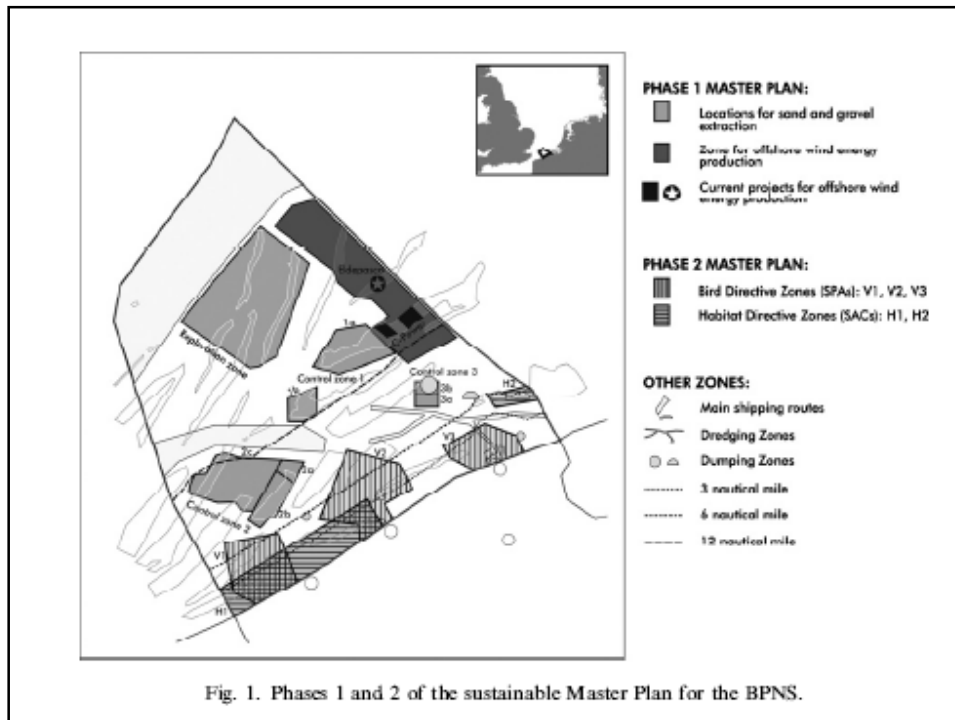 PHASE 1 MASTER PLAN:
Locations for sand and gravel
extraction
Zone for offshore wind energy
production
Current projects for offshore wind
energy production
PHASE 2 MASTER PLAN:
Bird Directive Zones (SPAs): V1, V2, V3
Habitat Directive Zones (SACs): H1, H2
OTHER ZONES:
Main shipping routes
Dredging Zones
Dumping Zones
3 nautical mile
6 nautical mile
12 nautical mile
Exploration zone
1a
Control zone 1
Control zone 3
3b
3a
H2
V3
V2
2c
2a
2b
Control zone 2
V1
H1
Fig. 1. Phases 1 and 2 of the sustainable Master Plan for the BPNS.